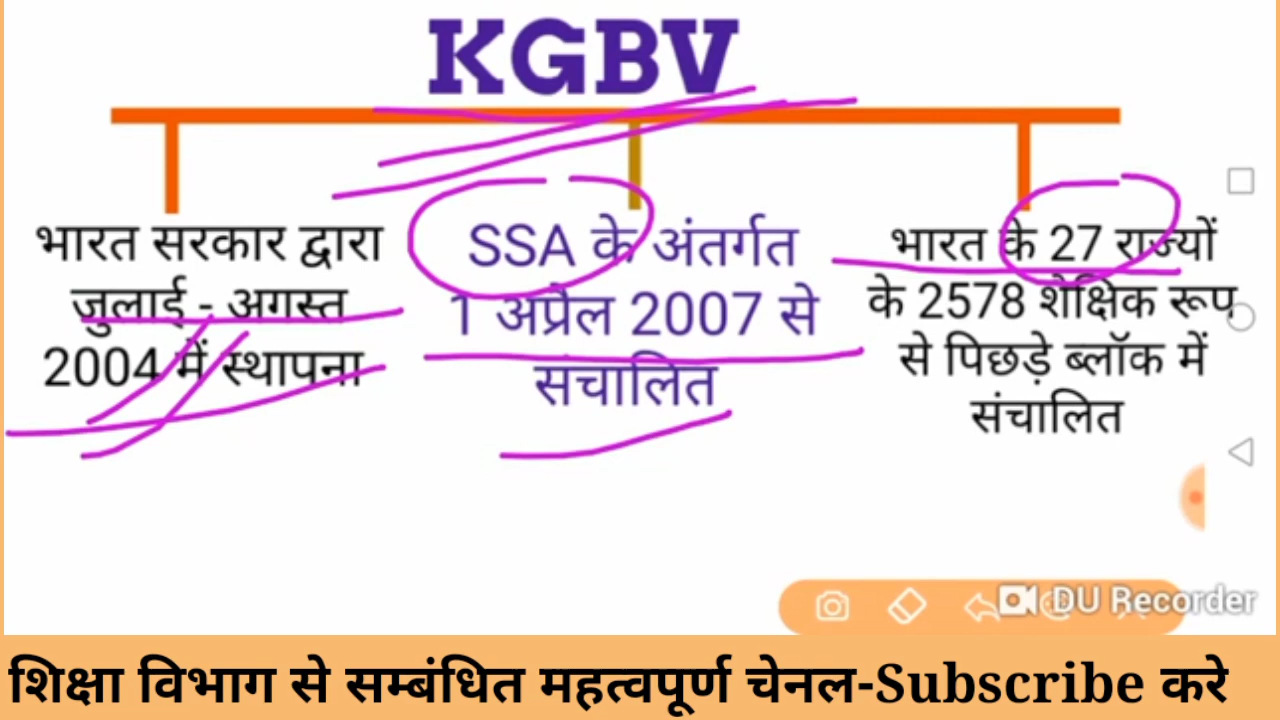 KGBV
भारत सरकार द्वारा
जुलाई - अगस्त
2004 में स्थापना
SSA के अंतर्गत
1 अप्रैल 2007 से
संचालित
भारत के 27 राज्यों
के 2578 शेक्षिक रूप
से पिछड़े ब्लॉक में
संचालित
DU Recorder
शिक्षा विभाग से सम्बंधित महत्वपूर्ण चेनल-Subscribe करे